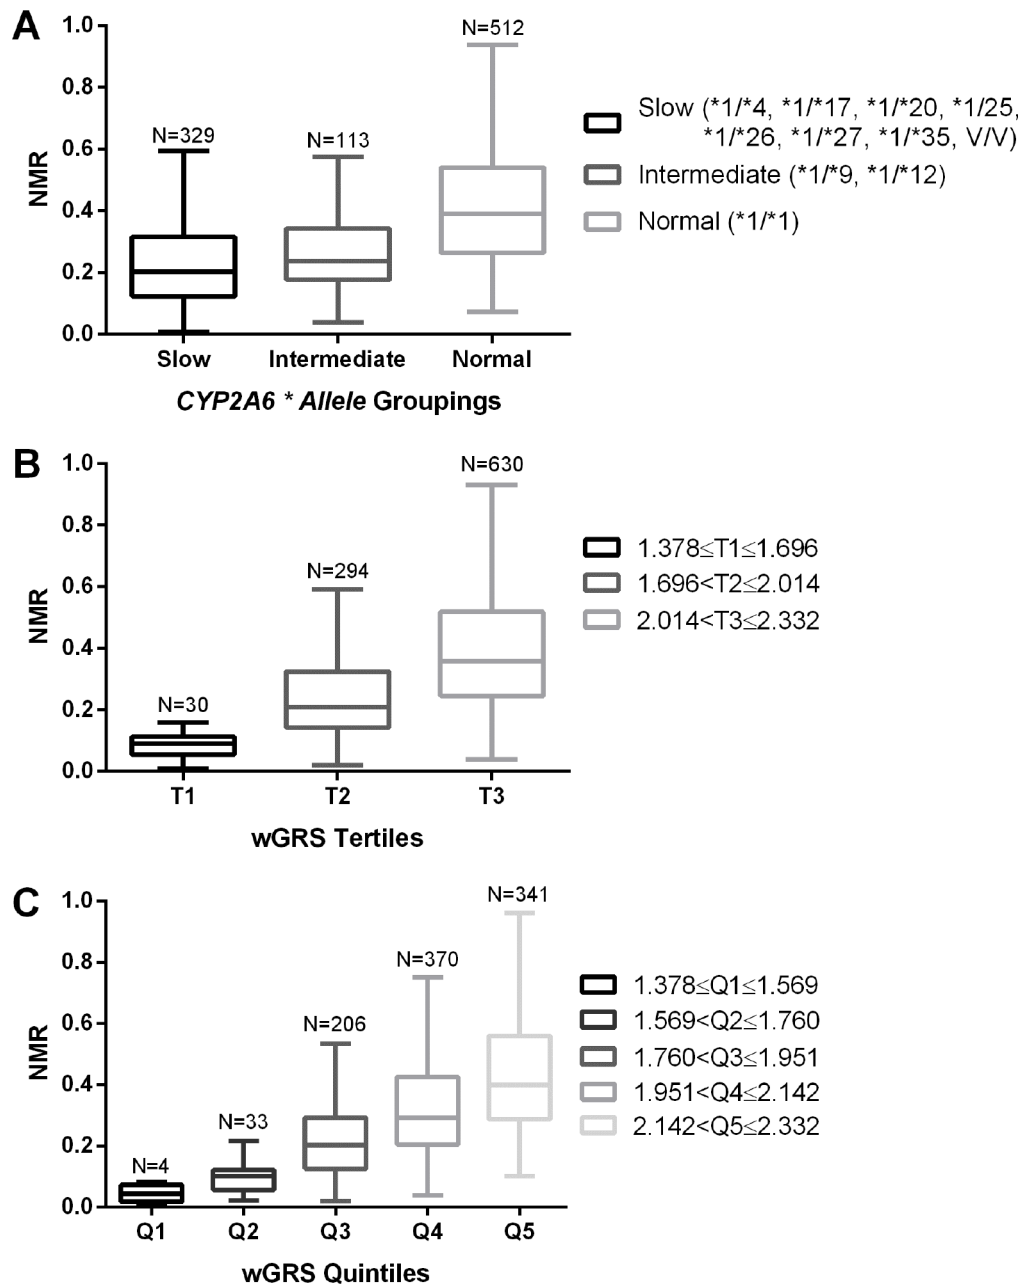 A
1.0
0.8
0.6
0.4
0.2
0.0
NMR
N=329
N=113
N=512
Slow
Intermediate
Normal
CYP2A6 * Allele Groupings
Slow (*1/*4, *1/*17, *1/*20, *1/25,
*1/*26, *1/*27, *1/*35, V/V)
Intermediate (*1/*9, *1/*12)
Normal (*1/*1)
B
1.0
0.8
0.6
0.4
0.2
0.0
NMR
N=30
N=294
N=630
T1
T2
T3
wGRS Tertiles
1.378≤T1≤1.696
1.696<T2≤2.014
2.014<T3≤2.332
C
1.0
0.8
0.6
0.4
0.2
0.0
NMR
N=4
N=33
N=206
N=370
N=341
Q1
Q2
Q3
Q4
Q5
wGRS Quintiles
1.378≤Q1≤1.569
1.569<Q2≤1.760
1.760<Q3≤1.951
1.951<Q4≤2.142
2.142<Q5≤2.332